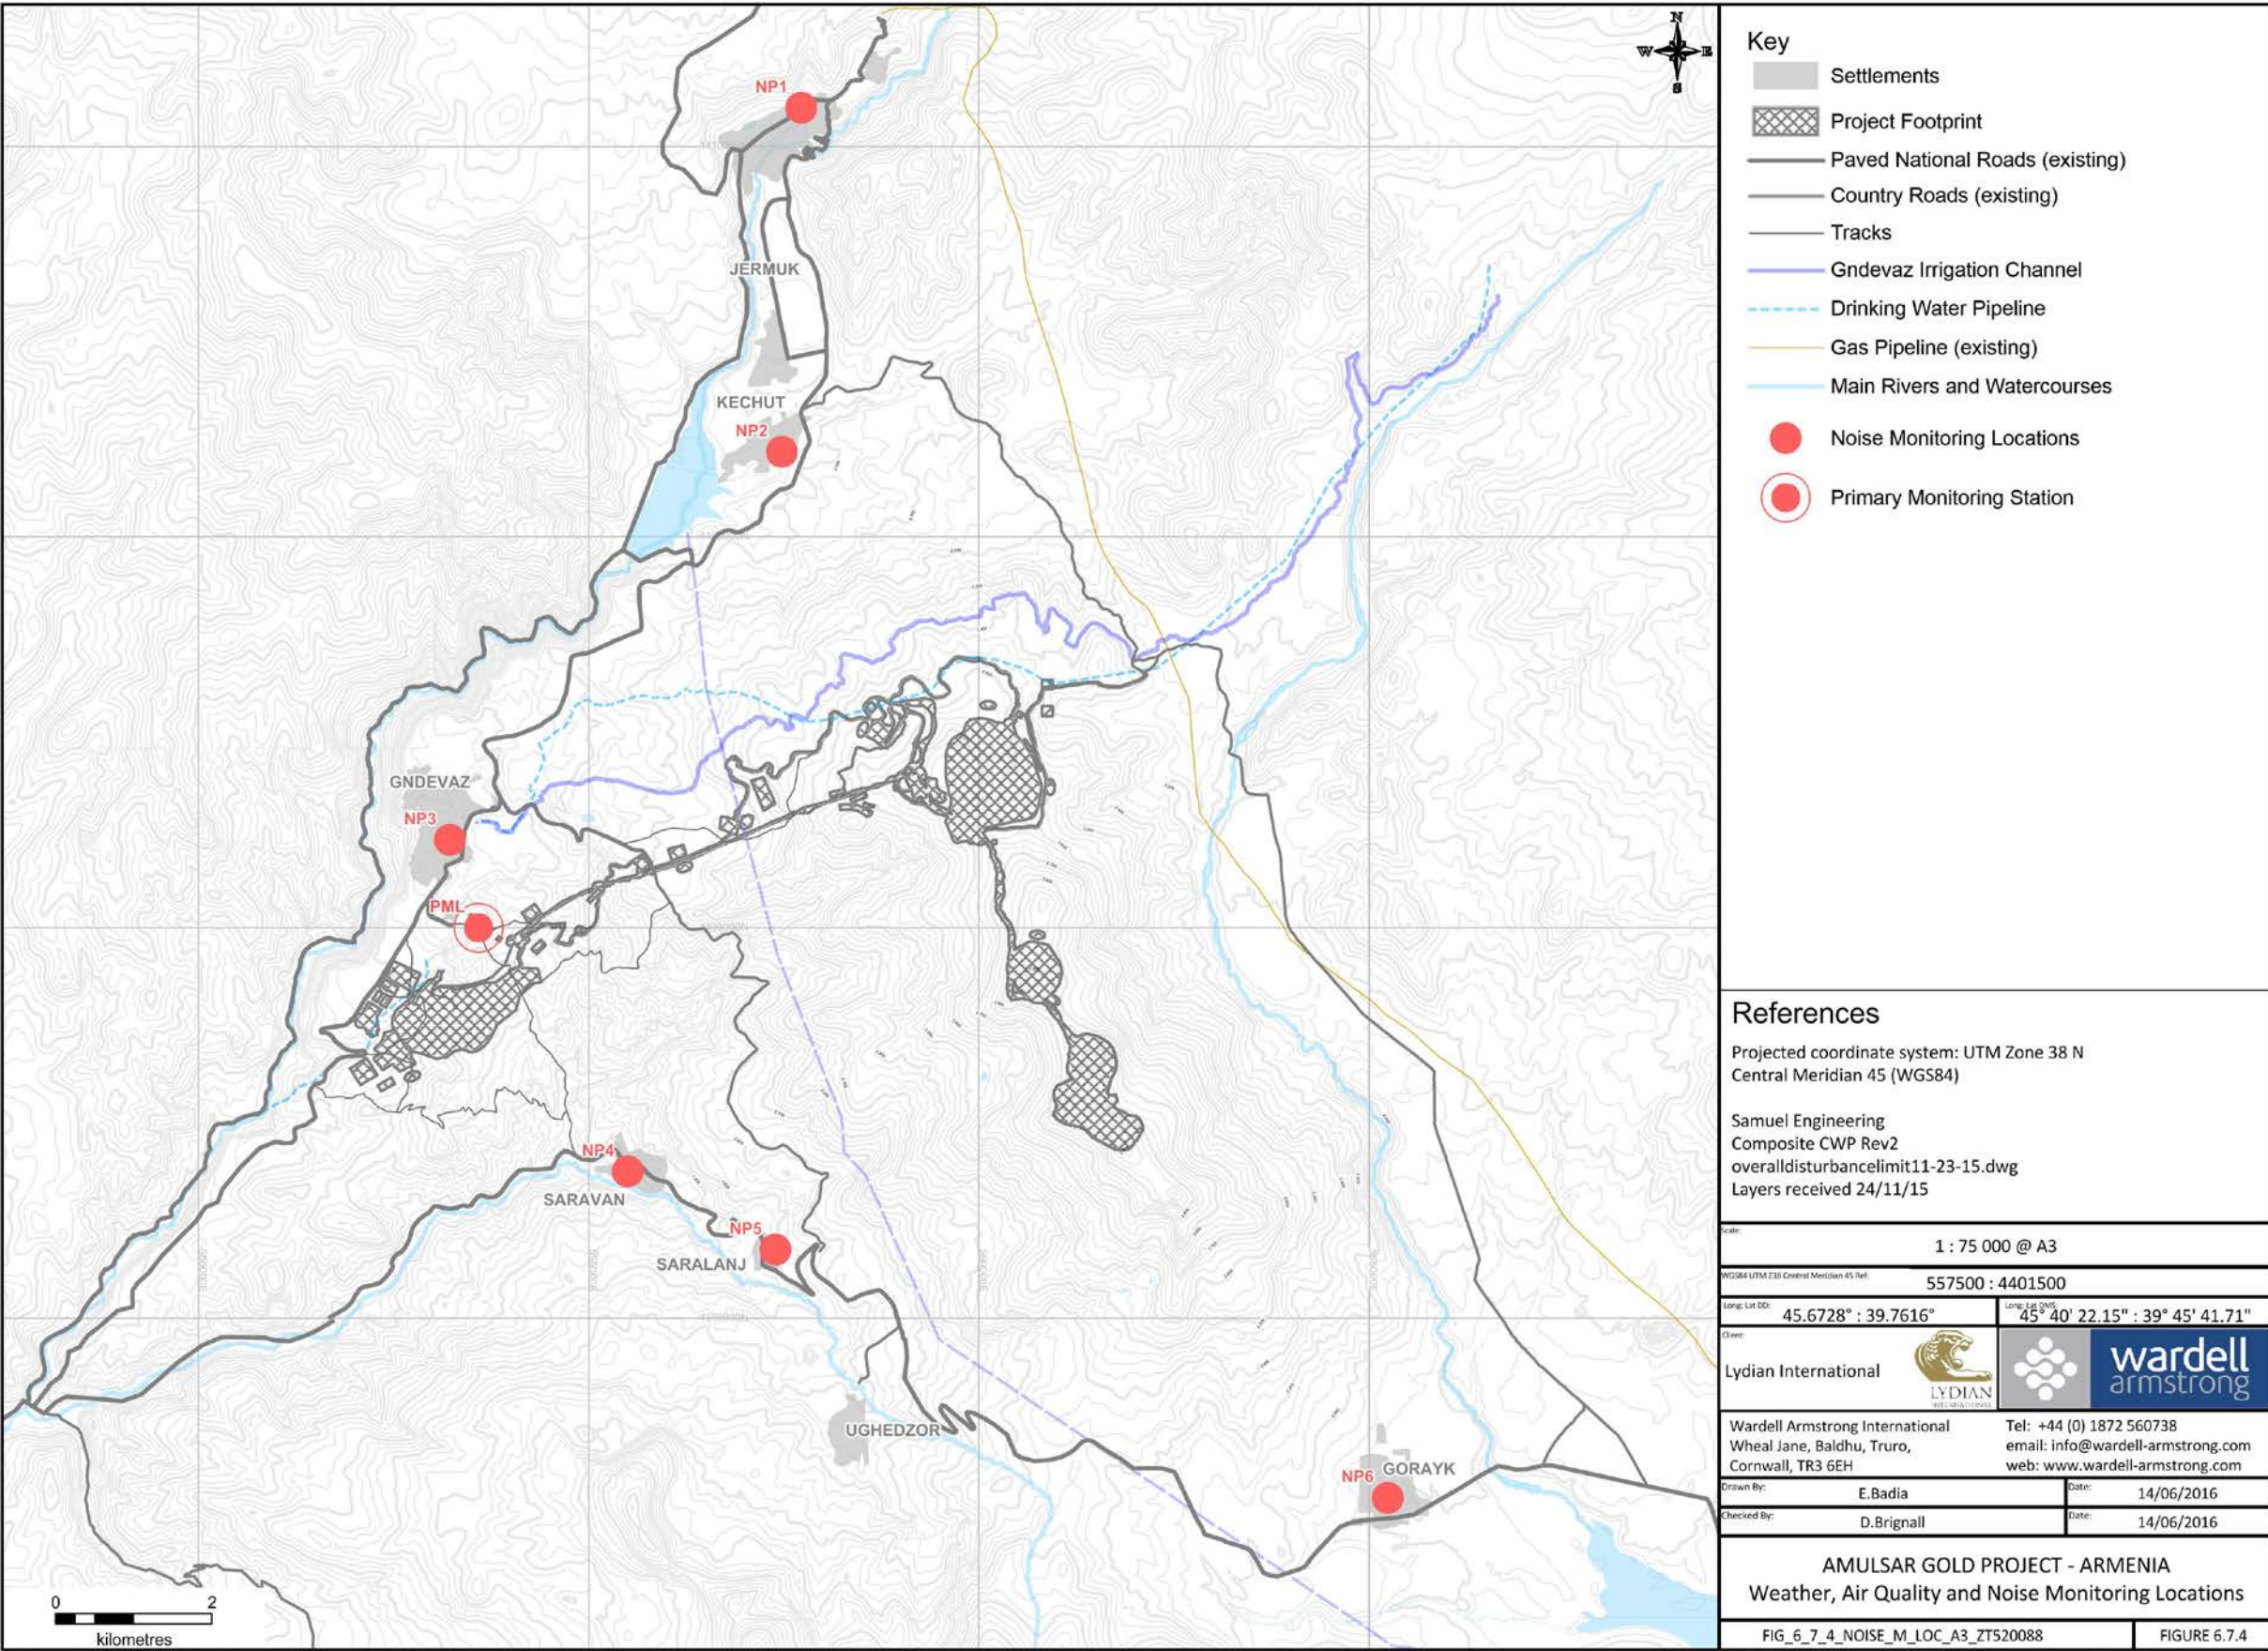 N
W E
S
NP1
JERMUK
KECHUT
NP2
GNDEVAZ
NP3
PML
NP4
SARAVAN
NP5
SARALANJ
UGHEDZOR
NP6 GORAYK
0 2
kilometres
Key
Settlements
Project Footprint
Paved National Roads (existing)
Country Roads (existing)
Tracks
Gndevaz Irrigation Channel
Drinking Water Pipeline
Gas Pipeline (existing)
Main Rivers and Watercourses
Noise Monitoring Locations
Primary Monitoring Station
References
Projected coordinate system: UTM Zone 38 N
Central Meridian 45 (WGS84)
Samuel Engineering
Composite CWP Rev2
overalldisturbancelimit11-23-15.dwg
Layers received 24/11/15
Scale:
1 : 75 000 @ A3
557500 : 4401500
Long: Lat DD: 45.6728° : 39.7616°
Long: Lat DMS: 45° 40' 22.15" : 39° 45' 41.71"
Client:
Lydian International
LYDIAN
INTERNATIONAL
wardell
armstrong
Wardell Armstrong International
Wheal Jane, Baldhu, Truro,
Cornwall, TR3 6EH
Tel: +44 (0) 1872 560738
email: info@wardell-armstrong.com
web: www.wardell-armstrong.com
Drawn By: E.Badia Date: 14/06/2016
Checked By: D.Brignall Date: 14/06/2016
AMULSAR GOLD PROJECT - ARMENIA
Weather, Air Quality and Noise Monitoring Locations
FIG_6_7_4_NOISE_M_LOC_A3_ZT520088 FIGURE 6.7.4